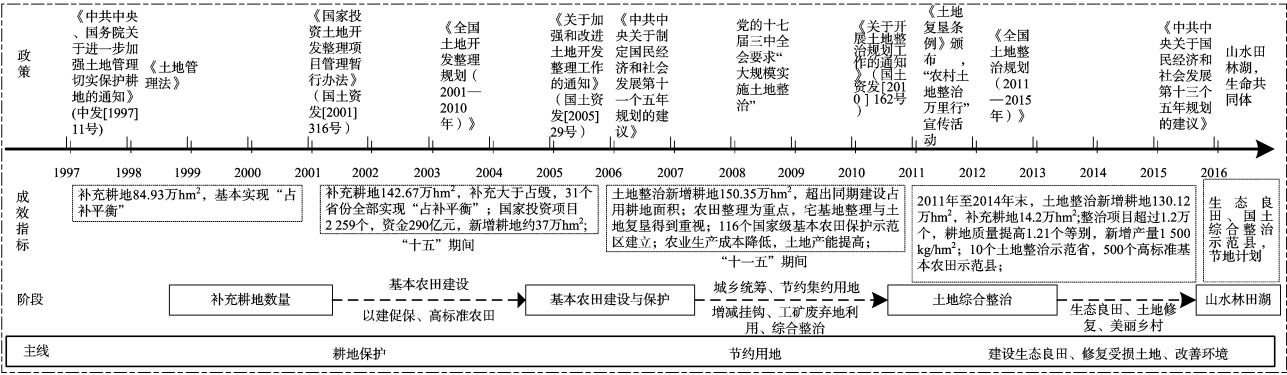 政
策
《中共中央
、国务院关
于进一步加
强土地管理
切实保护耕
地的通知》
(中发[1997]
11号)
《土地管
理法》
《国家投
资土地开
发整理项
目管理暂
行办法》
(国土资
发[2001]
316号)
《全国
土地开
发整理
规划（
2001—
2010
年）》
《关于加
强和改进
土地开发
整理工作
的通知》
(国土资
发[2005]
29号)
《中共中
央关于制
定国民经
济和社会
发展第十
一个五年
规划的建
议》
党的十七
届三中全
会要求“
大规模实
施土地整
治”
《关于开
展土地整
治规划工
作的通知
》(国土
资发[201
0]162号
)
《土地
复垦条
例》颁
布，
“农村土
地整治
万里行”
宣传活
动
《全国
土地整
治规划
(2011
—2015
年）》
《中共中
央关于国
民经济和
社会发展
第十三个
五年规划
的建议》
山水田
林湖，
生命共
同体
1997 1998 1999 2000 2001 2002 2003 2004 2005 2006 2007 2008 2009 2010 2011 2012 2013 2014 2015 2016
成
效
指
标
补充耕地84.93万hm²，基本实现“占
补平衡”
补充耕地142.67万hm²，补充大于占毁，31个
省份全部实现“占补平衡”；国家投资项目
2 259个，资金290亿元，新增耕地约37万hm²；
“十五”期间
土地整治新增耕地150.35万hm²，超出同期建设占
用耕地面积；农田整理为重点，宅基地整理与土
地复垦得到重视；116个国家级基本农田保护示范
区建立；农业生产成本降低，土地产能提高；
“十一五”期间
2011年至2014年末，土地整治新增耕地130.12
万hm²，补充耕地14.2万hm²;整治项目超过1.2万
个，耕地质量提高1.21个等别，新增产量1 500
kg/hm²；10个土地整治示范省，500个高标准基
本农田示范县；
生态良
田、国土
综合整治
示范县，
节地计划
阶段
补充耕地数量
基本农田建设
以建促保、高标准农田
基本农田建设与保护
城乡统筹、节约集约用地
增减挂钩、工矿废弃地利
用、综合整治
土地综合整治
生态良田、土地修
复、美丽乡村
山水林田湖
主线
耕地保护
节约用地
建设生态良田、修复受损土地、改善环境